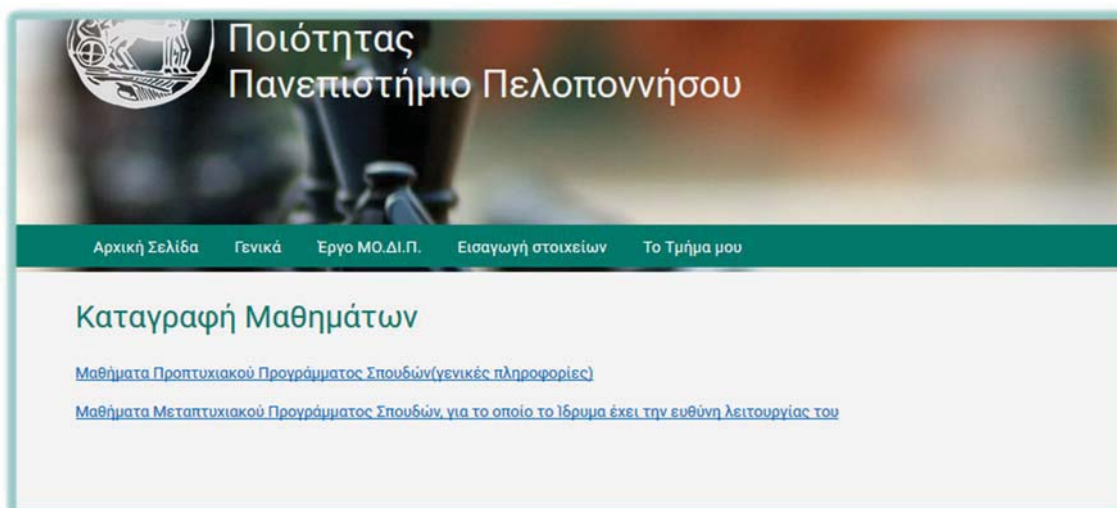 Ποιότητας
Πανεπιστήμιο Πελοποννήσου
Αρχική Σελίδα Γενικά Έργο ΜΟ.ΔΙ.Π. Εισαγωγή στοιχείων Το Τμήμα μου
Καταγραφή Μαθημάτων
Μαθήματα Προπτυχιακού Προγράμματος Σπουδών(γενικές πληροφορίες)
Μαθήματα Μεταπτυχιακού Προγράμματος Σπουδών, για το οποίο το Ίδρυμα έχει την ευθύνη λειτουργίας του